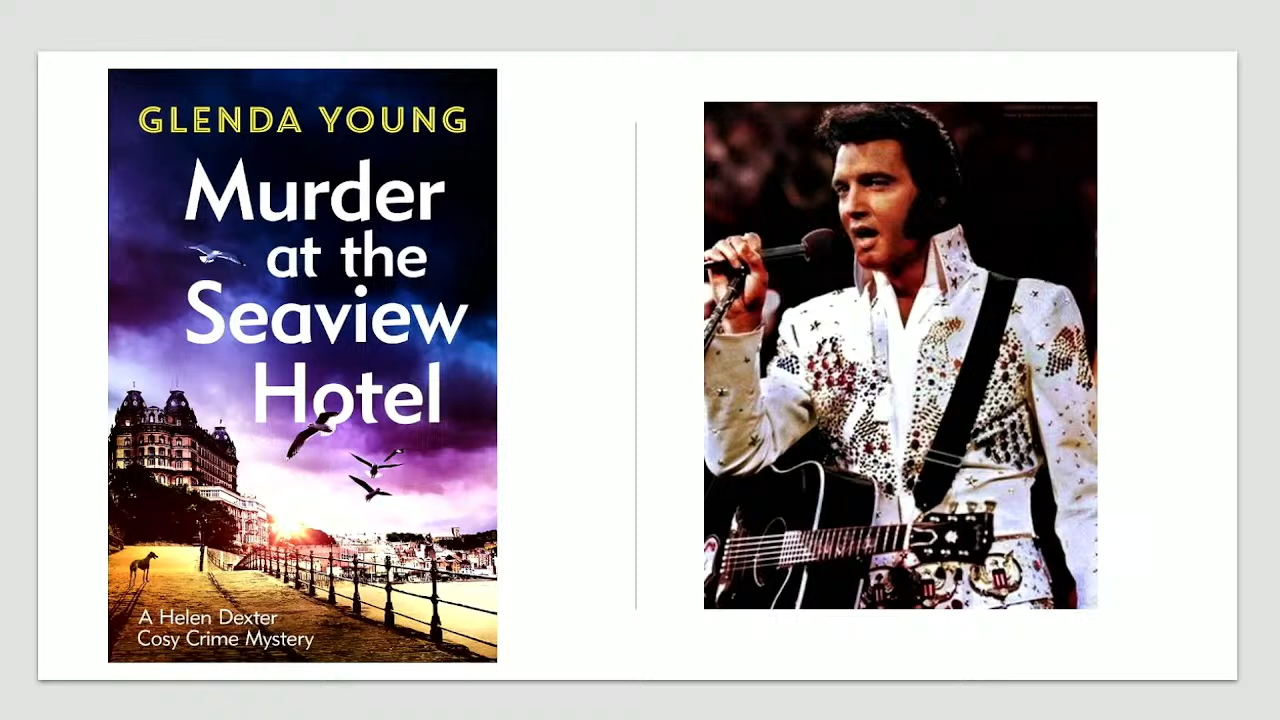 GLENDA YOUNG
Murder
at the
Seaview
Hotel
A Helen Dexter
Cosy Crime Mystery